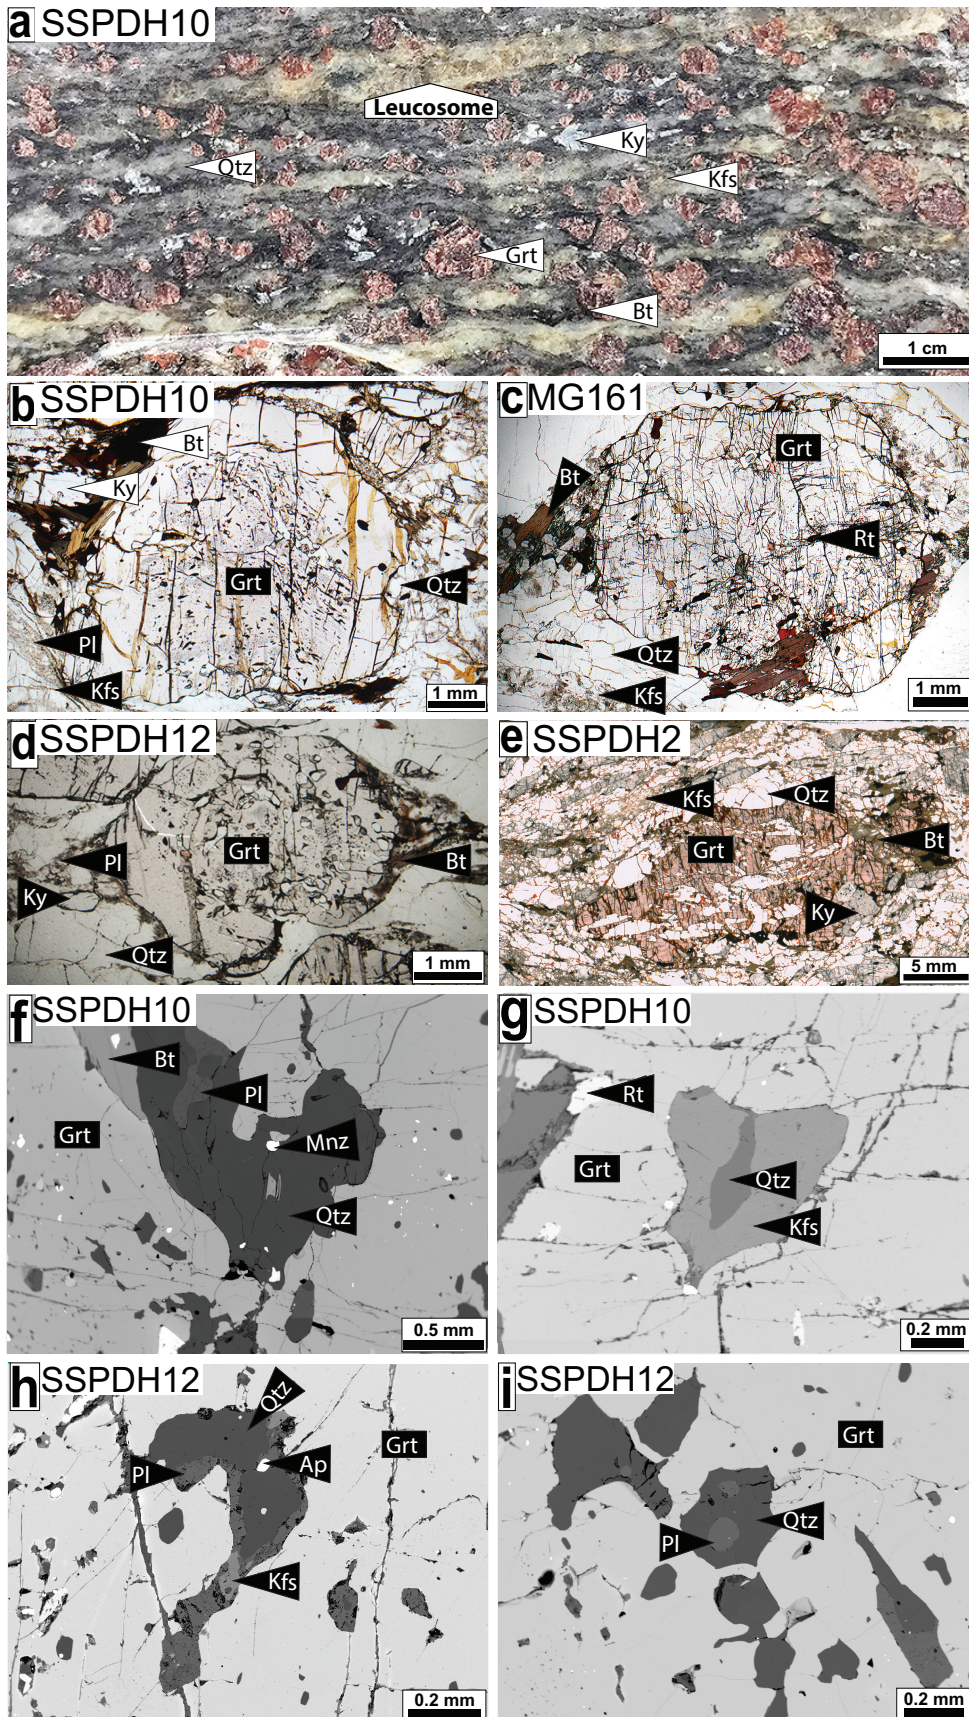 a SSPDH10
Leucosome
Ky
Qtz
Kfs
Grt
Bt
1 cm
b SSPDH10
Bt
Ky
Grt
Qtz
Pl
Kfs
1 mm
c MG161
Grt
Bt
Rt
Qtz
Kfs
1 mm
d SSPDH12
Grt
Pl
Bt
Ky
Qtz
1 mm
e SSPDH2
Qtz
Kfs
Grt
Bt
Ky
5 mm
f SSPDH10
Bt
Pl
Grt
Mnz
Qtz
0.5 mm
g SSPDH10
Rt
Grt
Qtz
Kfs
0.2 mm
h SSPDH12
Qtz
Grt
Ap
Pl
Kfs
0.2 mm
i SSPDH12
Grt
Qtz
Pl
0.2 mm